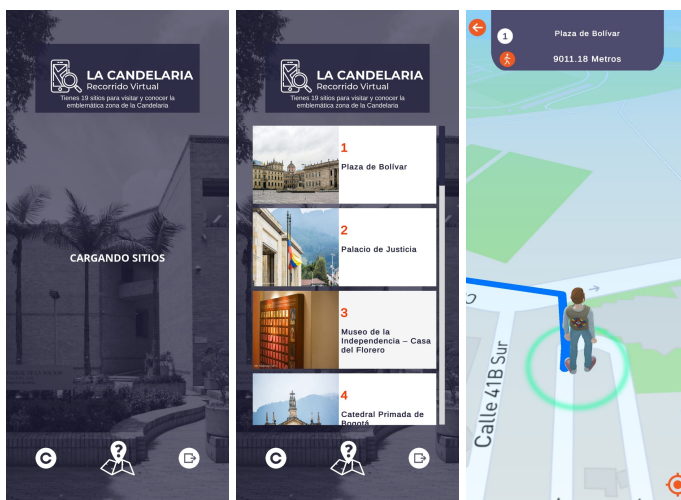 LA CANDELARIA
Recorrido Virtual
Tienes 19 sitios para visitar y conocer la
emblemática zona de la Candelaria
CARGANDO SITIOS
C
?
LA CANDELARIA
Recorrido Virtual
Tienes 19 sitios para visitar y conocer la
emblemática zona de la Candelaria
1
Plaza de Bolívar
2
Palacio de Justicia
3
Museo de la
Independencia – Casa
del Florero
4
Catedral Primada de
Bogotá
C
?
1
Plaza de Bolívar
9011.18 Metros
Calle 41B Sur